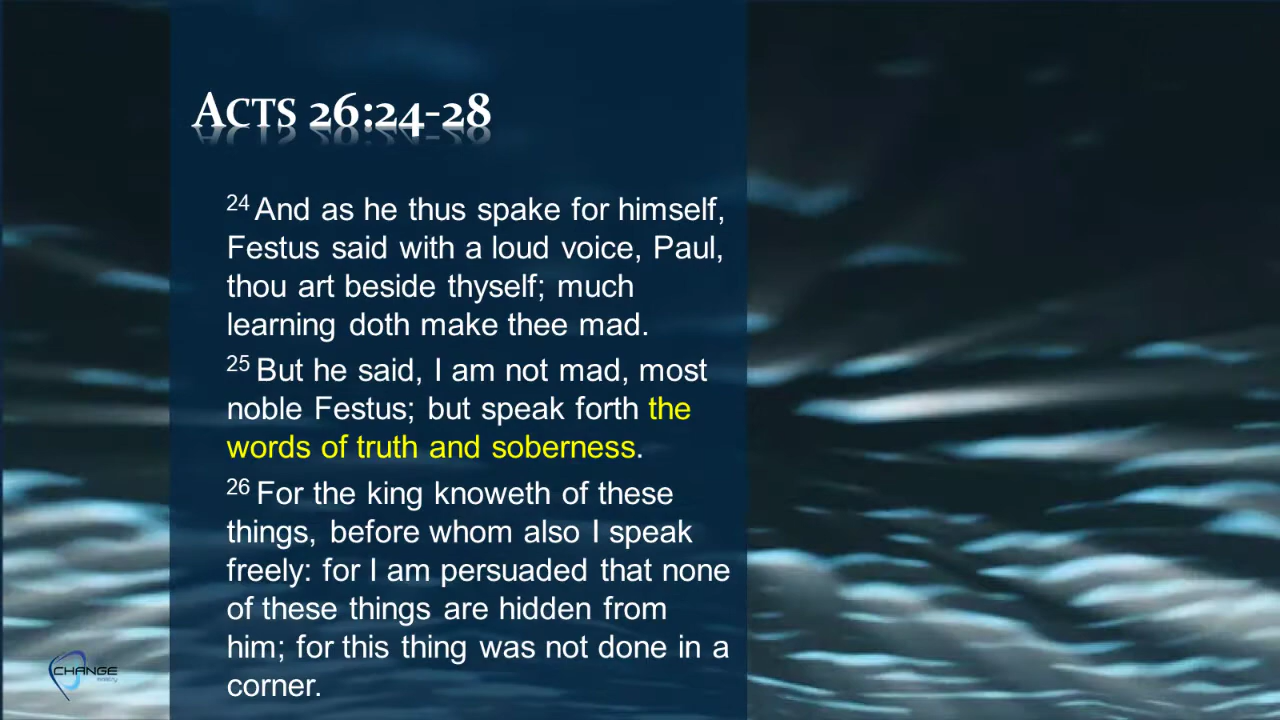 ACTS 26:24-28
24 And as he thus spake for himself,
Festus said with a loud voice, Paul,
thou art beside thyself; much
learning doth make thee mad.
25 But he said, I am not mad, most
noble Festus; but speak forth the
words of truth and soberness.
26 For the king knoweth of these
things, before whom also I speak
freely: for I am persuaded that none
of these things are hidden from
him; for this thing was not done in a
corner.
CHANGE